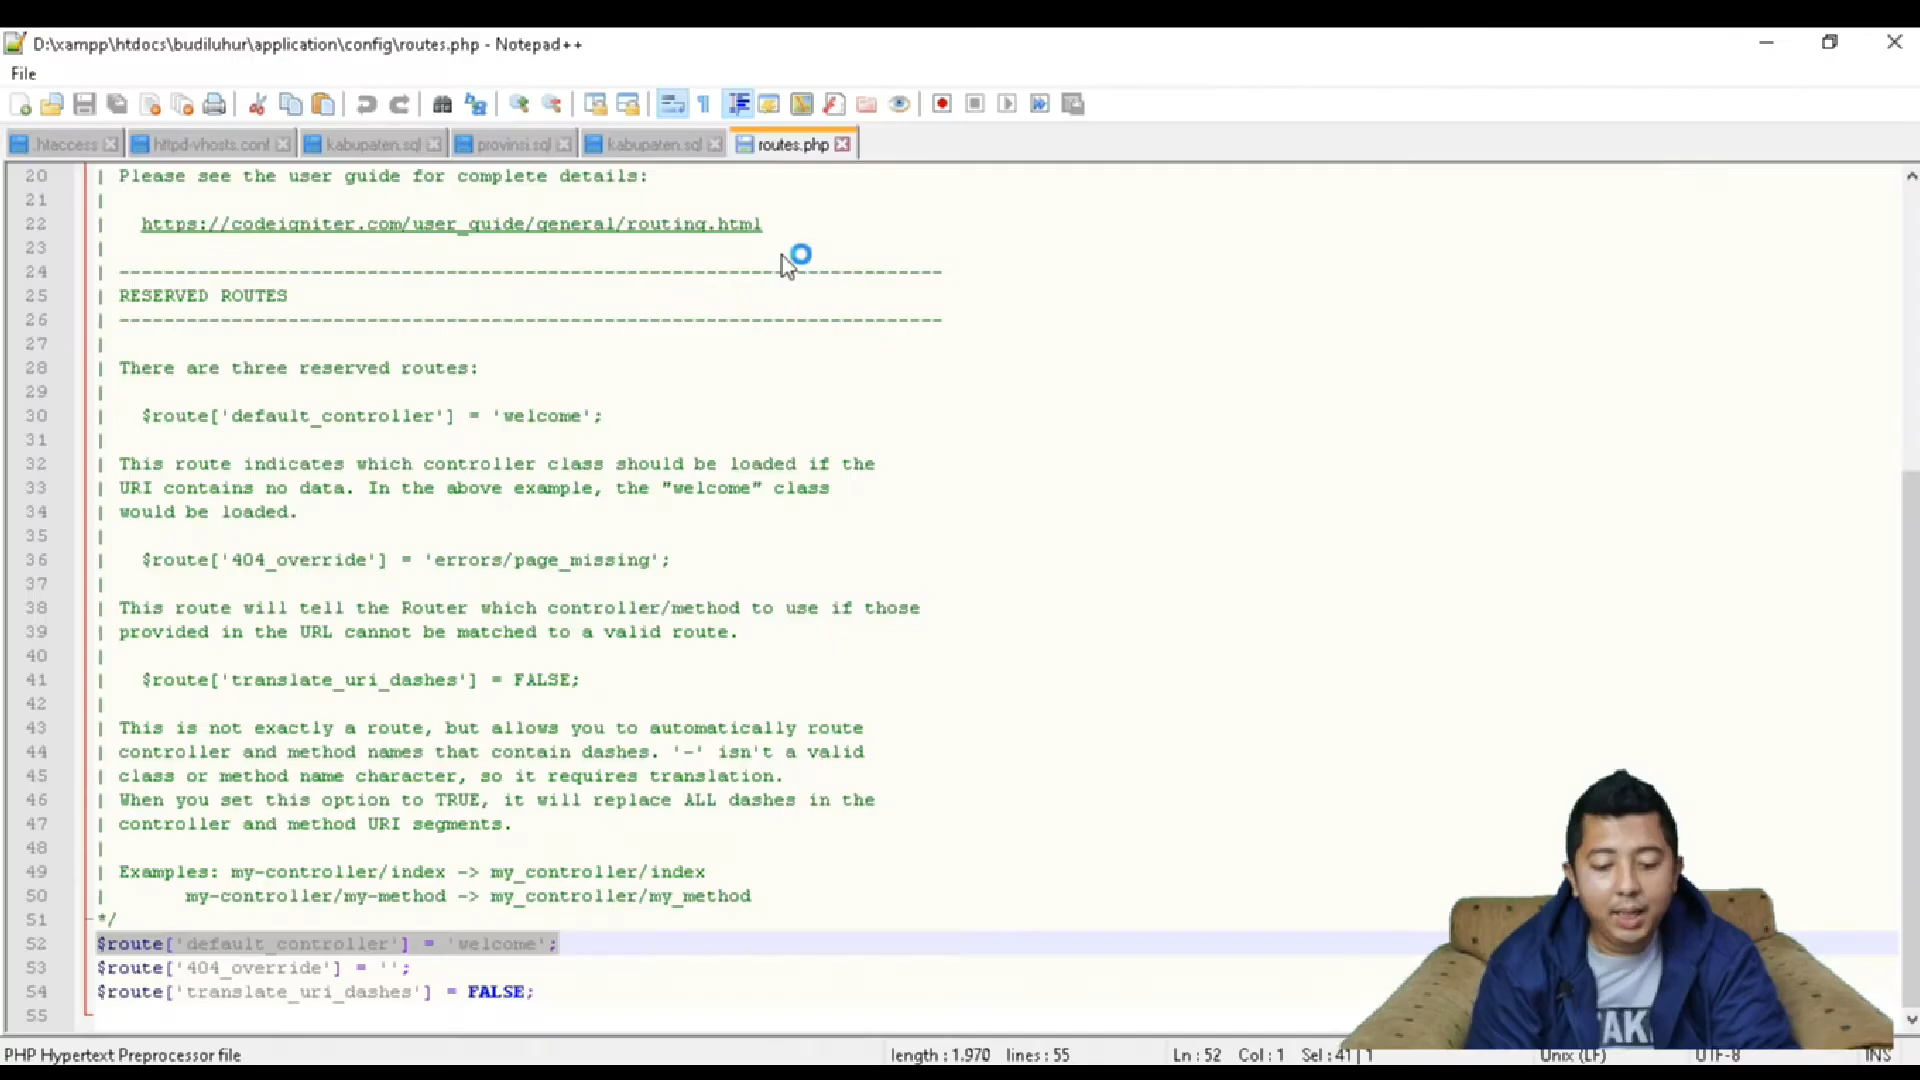 D:\xampp\htdocs\budiluhur\application\config\routes.php - Notepad++
File
.htaccess httpd-vhosts.conf kabupaten.sql provinsi.sql kabupaten.sql routes.php
20 | Please see the user guide for complete details:
21 |
22 | https://codeigniter.com/user_guide/general/routing.html
23 |
24 | -------------------------------------------------------------------------
25 | RESERVED ROUTES
26 | -------------------------------------------------------------------------
27 |
28 | There are three reserved routes:
29 |
30 | $route['default_controller'] = 'welcome';
31 |
32 | This route indicates which controller class should be loaded if the
33 | URI contains no data. In the above example, the "welcome" class
34 | would be loaded.
35 |
36 | $route['404_override'] = 'errors/page_missing';
37 |
38 | This route will tell the Router which controller/method to use if those
39 | provided in the URL cannot be matched to a valid route.
40 |
41 | $route['translate_uri_dashes'] = FALSE;
42 |
43 | This is not exactly a route, but allows you to automatically route
44 | controller and method names that contain dashes. '-' isn't a valid
45 | class or method name character, so it requires translation.
46 | When you set this option to TRUE, it will replace ALL dashes in the
47 | controller and method URI segments.
48 |
49 | Examples: my-controller/index -> my_controller/index
50 | my-controller/my-method -> my_controller/my_method
51 */
52 $route['default_controller'] = 'welcome';
53 $route['404_override'] = '';
54 $route['translate_uri_dashes'] = FALSE;
55
TAK
PHP Hypertext Preprocessor file length : 1.970 lines : 55 Ln : 52 Col : 1 Sel : 41 | 1 Unix (LF) UTF-8 INS